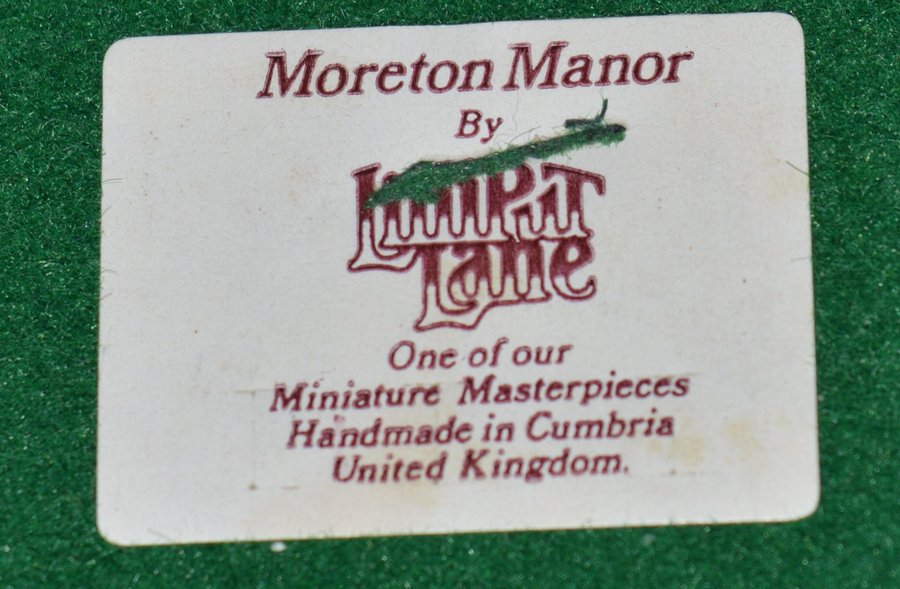 Moreton Manor
By
LilliPuT
Lane
One of our
Miniature Masterpieces
Handmade in Cumbria
United Kingdom.